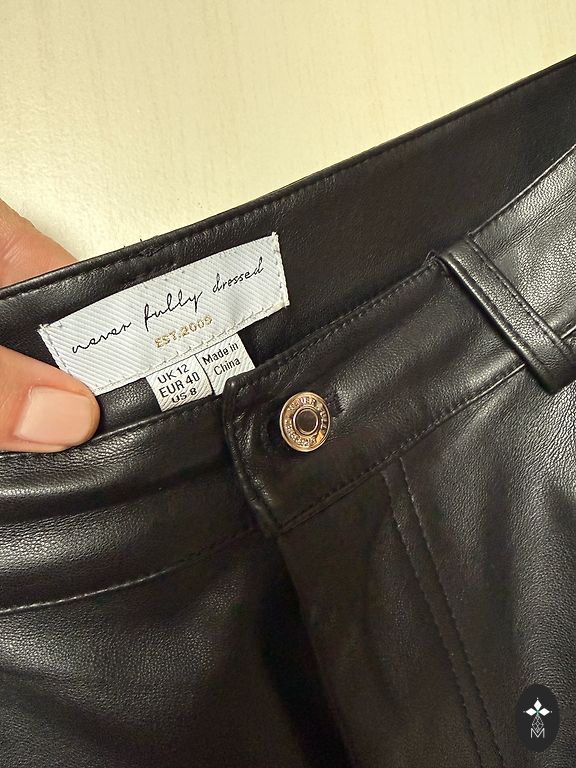 never fully dressed
EST.2009
UK 12
EUR 40
US 8
Made in
China
M